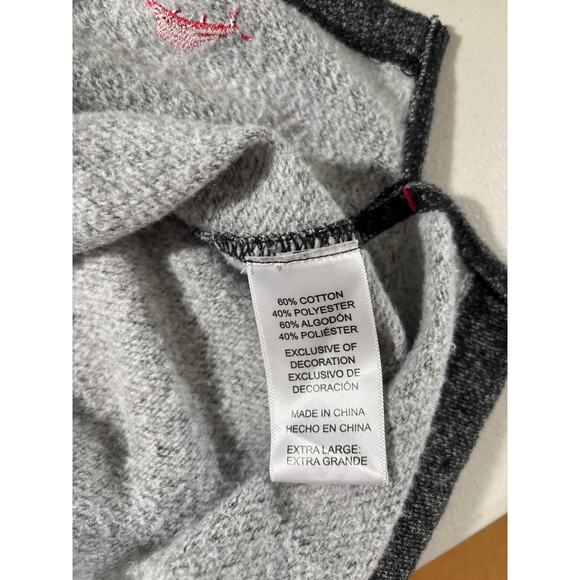 60% COTTON
40% POLYESTER
60% ALGODÓN
40% POLIÉSTER
EXCLUSIVE OF
DECORATION
EXCLUSIVO DE
DECORACIÓN
MADE IN CHINA
HECHO EN CHINA
EXTRA LARGE:
EXTRA GRANDE